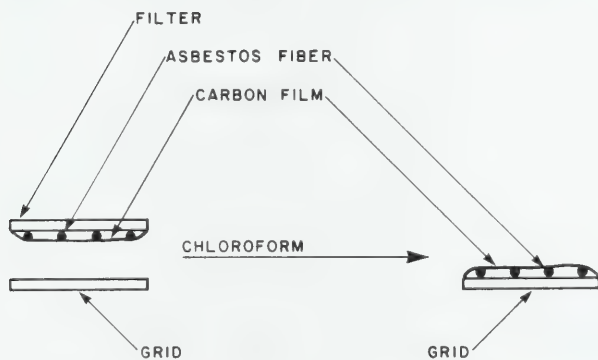 FILTER
ASBESTOS FIBER
CARBON FILM
CHLOROFORM
GRID
GRID